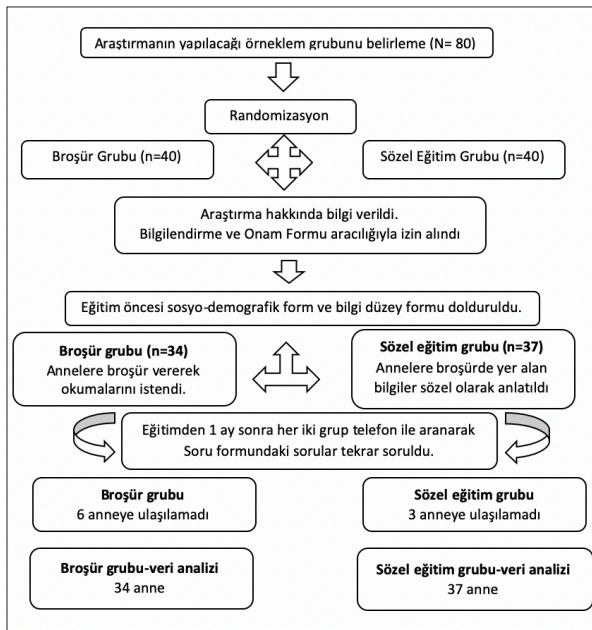 Araştırmanın yapılacağı örneklem grubunu belirleme (N= 80)
Randomizasyon
Broşür Grubu (n=40)
Sözel Eğitim Grubu (n=40)
Araştırma hakkında bilgi verildi.
Bilgilendirme ve Onam Formu aracılığıyla izin alındı
Eğitim öncesi sosyo-demografik form ve bilgi düzey formu dolduruldu.
Broşür grubu (n=34)
Annelere broşür vererek
okumalarını istendi.
Sözel eğitim grubu (n=37)
Annelere broşürde yer alan
bilgiler sözel olarak anlatıldı
Eğitimden 1 ay sonra her iki grup telefon ile aranarak
Soru formundaki sorular tekrar soruldu.
Broşür grubu
6 anneye ulaşılamadı
Sözel eğitim grubu
3 anneye ulaşılamadı
Broşür grubu-veri analizi
34 anne
Sözel eğitim grubu-veri analizi
37 anne